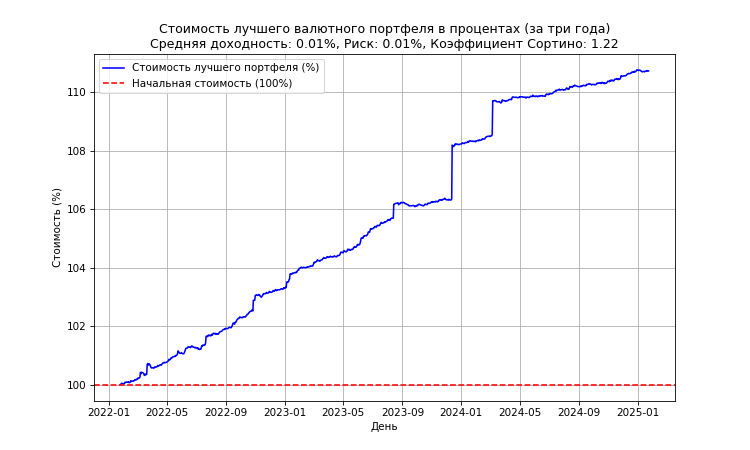 Стоимость лучшего валютного портфеля в процентах (за три года)
Средняя доходность: 0.01%, Риск: 0.01%, Коэффициент Сортино: 1.22
Стоимость лучшего портфеля (%)
Начальная стоимость (100%)
Стоимость (%)
110
108
106
104
102
100
2022-01 2022-05 2022-09 2023-01 2023-05 2023-09 2024-01 2024-05 2024-09 2025-01
День